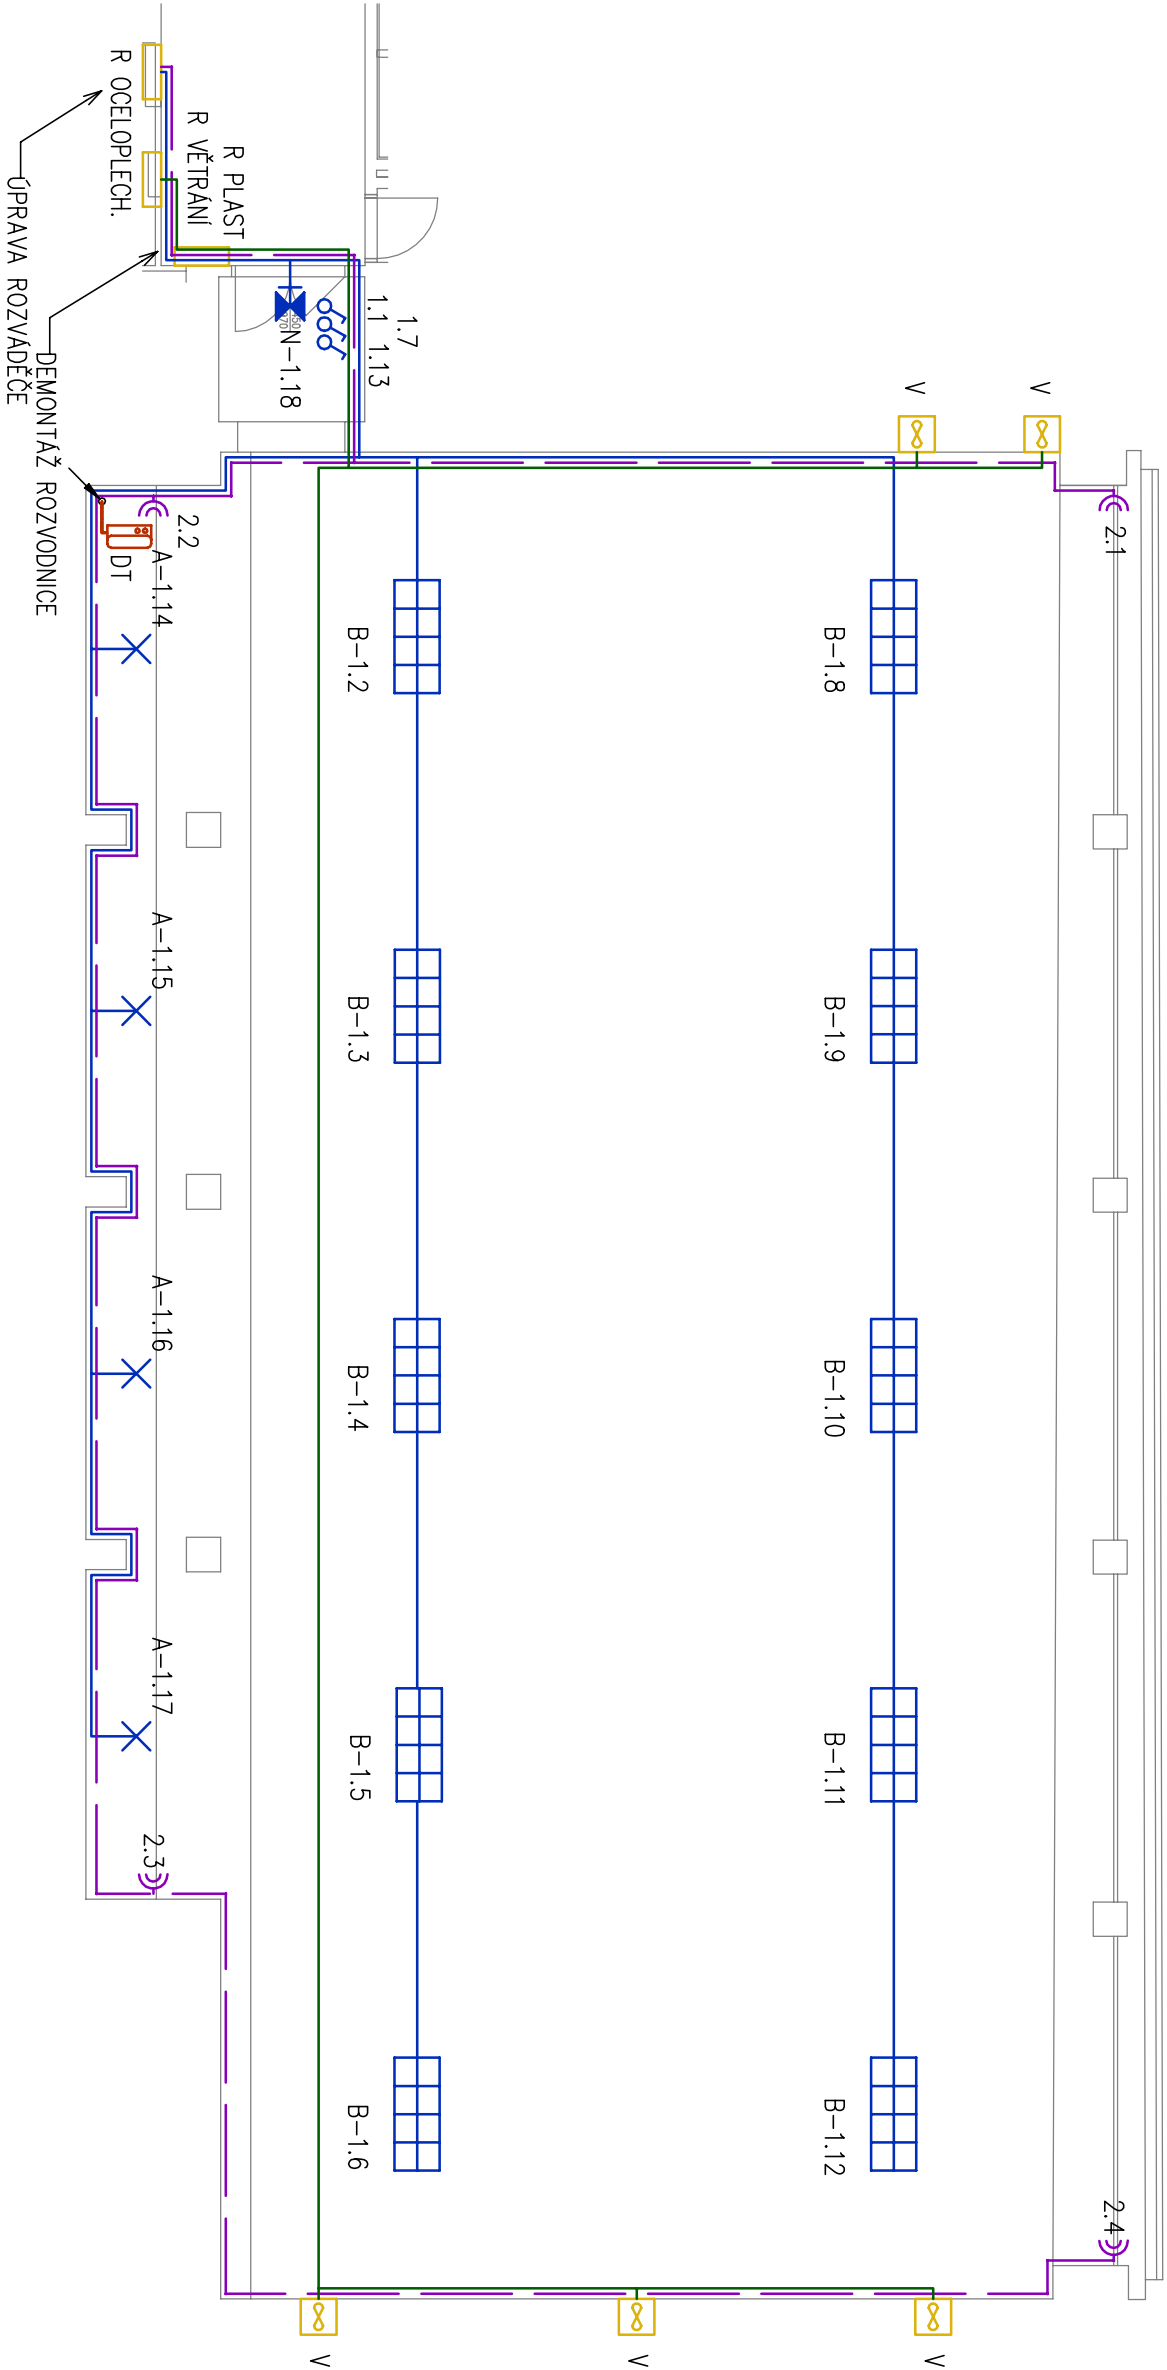 R OCELOPLECH.
R VĚTRÁNÍ
R PLAST
ÚPRAVA ROZVÁDĚČE
DEMONTÁŽ ROZVODNICE
1.7
1.1 1.13
N-1.18
V
V
2.1
2.2
DT
A-1.14
B-1.2
B-1.8
A-1.15
B-1.3
B-1.9
A-1.16
B-1.4
B-1.10
A-1.17
B-1.5
B-1.11
2.3
B-1.6
B-1.12
2.4
V
V
V